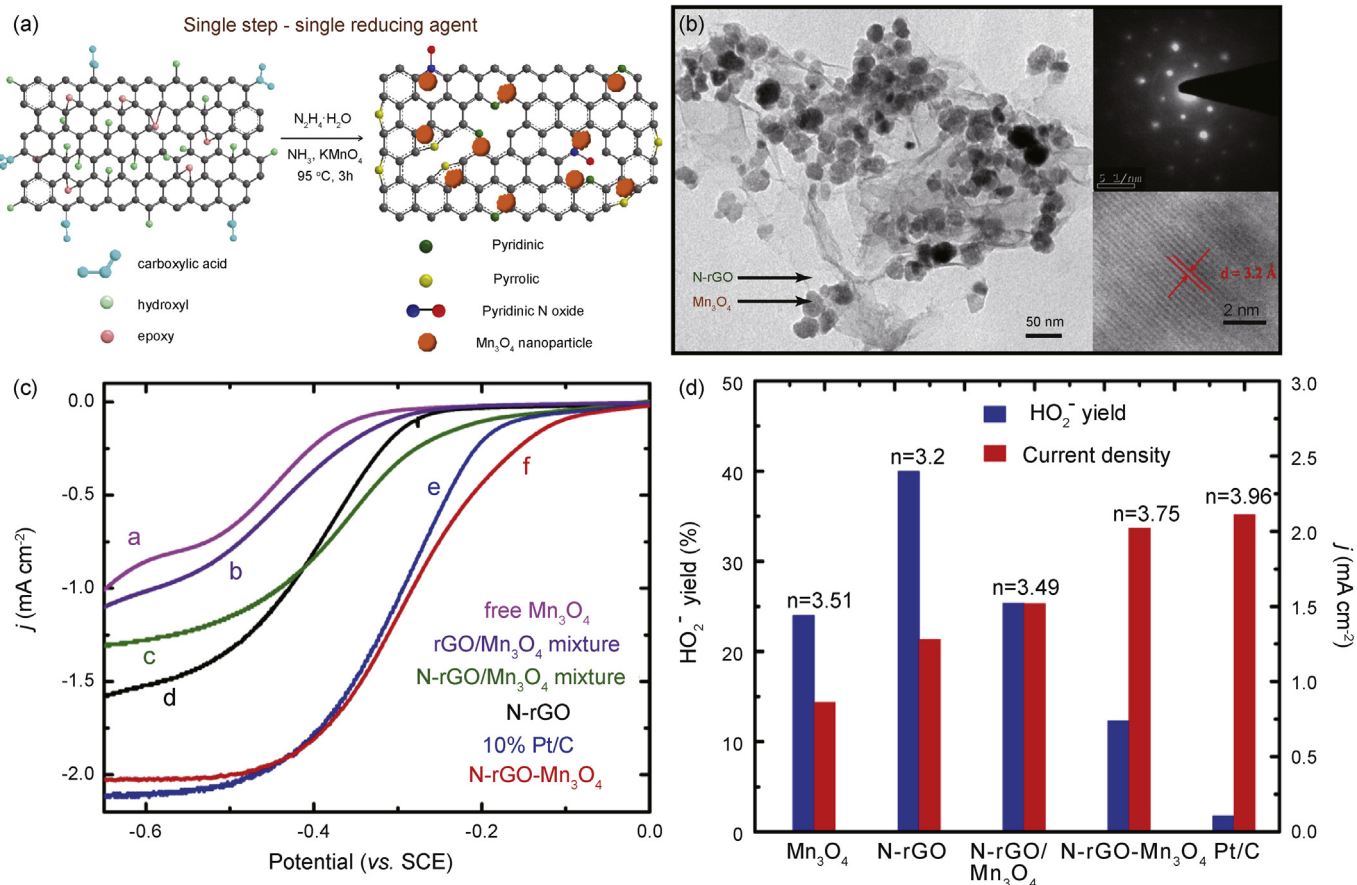 (a)
Single step - single reducing agent
N₂H₄·H₂O
NH₃, KMnO₄
95 °C, 3h
carboxylic acid
hydroxyl
epoxy
Pyridinic
Pyrrolic
Pyridinic N oxide
Mn₃O₄ nanoparticle
(b)
N-rGO
Mn₃O₄
50 nm
5 1/nm
d = 3.2 Å
2 nm
(c)
0.0
-0.5
-1.0
-1.5
-2.0
j (mA cm⁻²)
a
b
c
d
e
f
free Mn₃O₄
rGO/Mn₃O₄ mixture
N-rGO/Mn₃O₄ mixture
N-rGO
10% Pt/C
N-rGO-Mn₃O₄
-0.6
-0.4
-0.2
0.0
Potential (vs. SCE)
(d)
50
40
30
20
10
0
HO₂⁻ yield (%)
HO₂⁻ yield
Current density
n=3.51
n=3.2
n=3.49
n=3.75
n=3.96
3.0
2.5
2.0
1.5
1.0
0.5
0.0
j (mA cm⁻²)
Mn₃O₄
N-rGO
N-rGO/
Mn₃O₄
N-rGO-Mn₃O₄
Pt/C